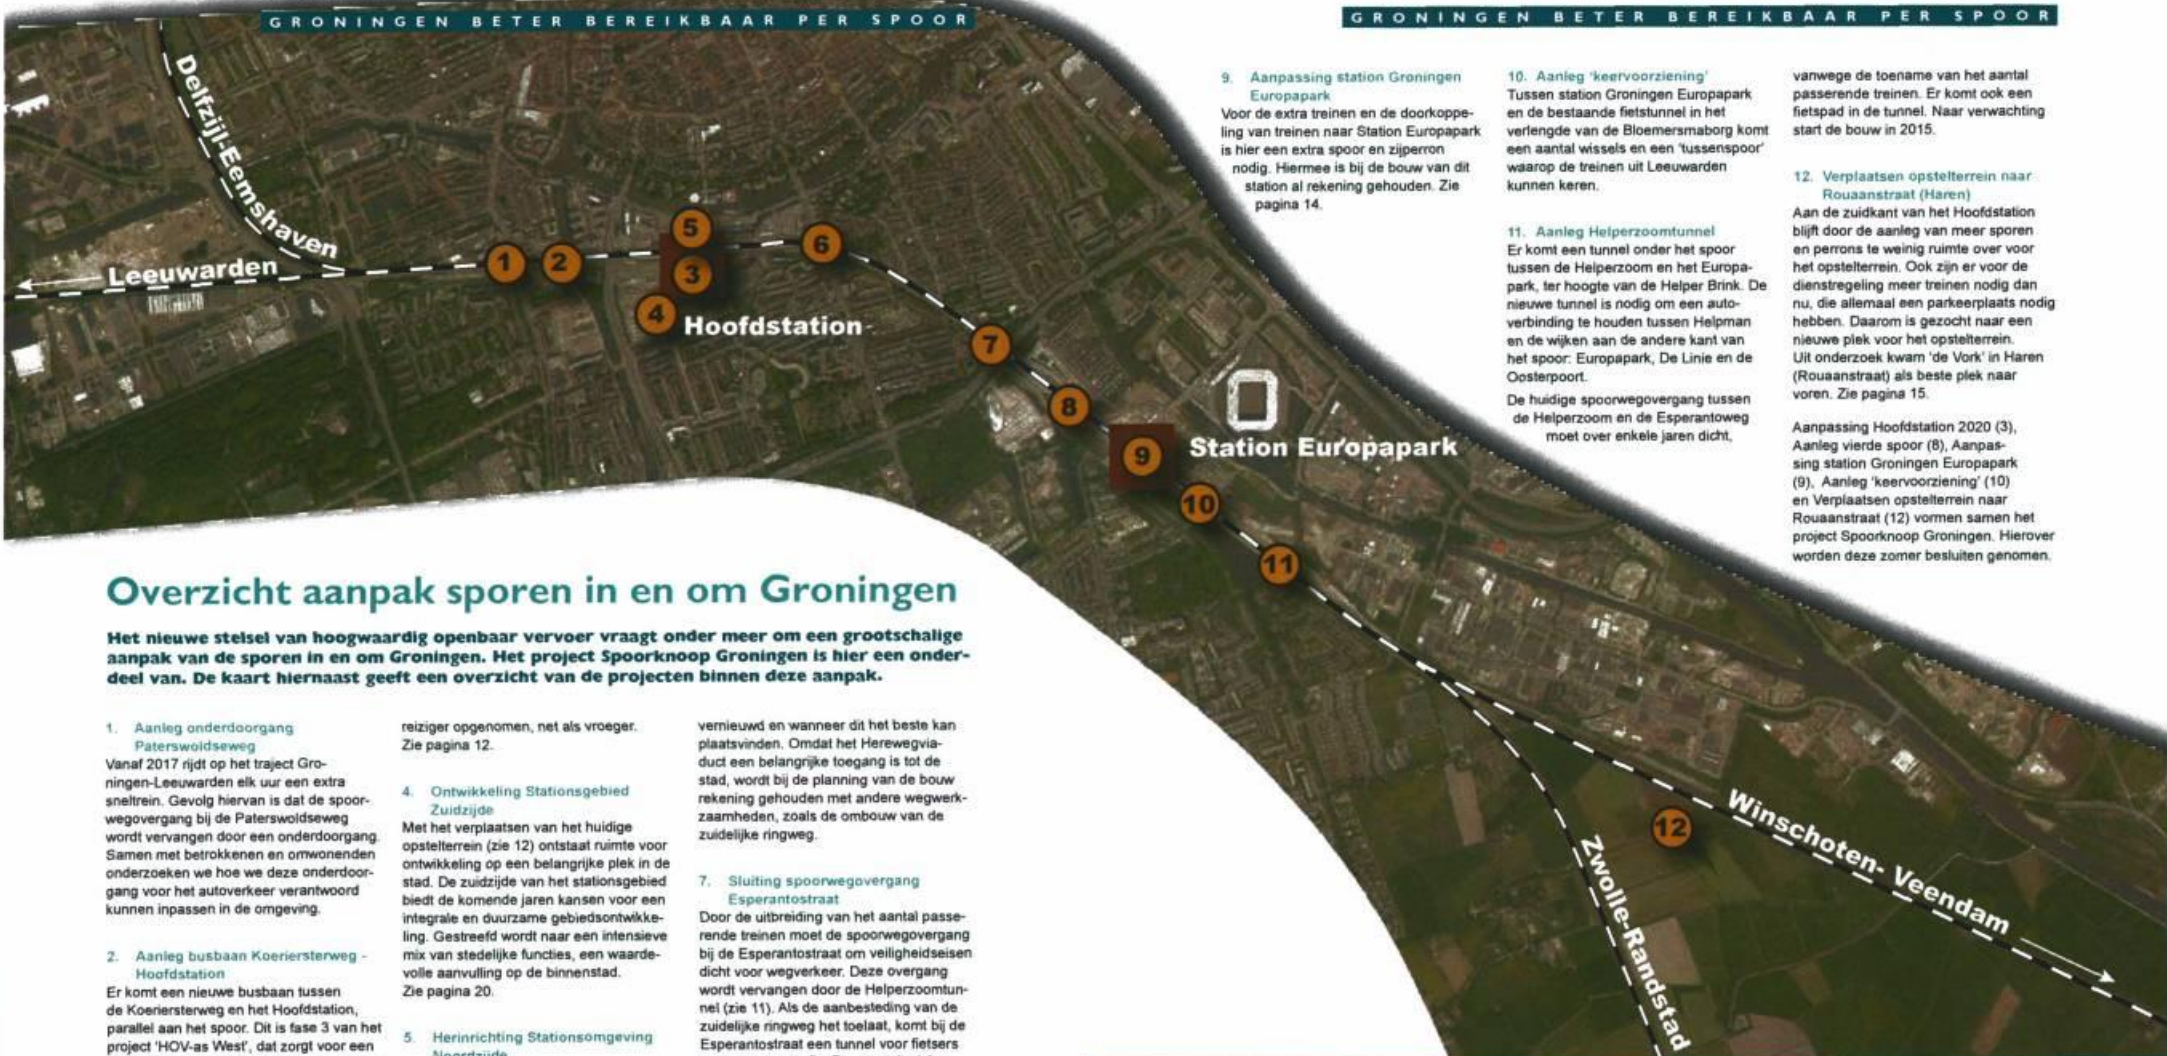 GRONINGEN BETER BEREIKBAAR PER SPOOR
GRONINGEN BETER BEREIKBAAR PER SPOOR
Delfzijl-Eemshaven
Leeuwarden
1
2
5
3
4
6
Hoofdstation
7
8
9
Station Europapark
10
11
12
Winschoten- Veendam
Zwolle-Randstad
Overzicht aanpak sporen in en om Groningen
Het nieuwe stelsel van hoogwaardig openbaar vervoer vraagt onder meer om een grootschalige
aanpak van de sporen in en om Groningen. Het project Spoorknoop Groningen is hier een onder-
deel van. De kaart hiernaast geeft een overzicht van de projecten binnen deze aanpak.
1. Aanleg onderdoorgang
Paterswoldseweg
Vanaf 2017 rijdt op het traject Gro-
ningen-Leeuwarden elk uur een extra
sneltrein. Gevolg hiervan is dat de spoor-
wegovergang bij de Paterswoldseweg
wordt vervangen door een onderdoorgang.
Samen met betrokkenen en omwonenden
onderzoeken we hoe we deze onderdoor-
gang voor het autoverkeer verantwoord
kunnen inpassen in de omgeving.
2. Aanleg busbaan Koeriersterweg -
Hoofdstation
Er komt een nieuwe busbaan tussen
de Koeriersterweg en het Hoofdstation,
parallel aan het spoor. Dit is fase 3 van het
project 'HOV-as West', dat zorgt voor een
reiziger opgenomen, net als vroeger.
Zie pagina 12.
4. Ontwikkeling Stationsgebied
Zuidzijde
Met het verplaatsen van het huidige
opstelterrein (zie 12) ontstaat ruimte voor
ontwikkeling op een belangrijke plek in de
stad. De zuidzijde van het stationsgebied
biedt de komende jaren kansen voor een
integrale en duurzame gebiedsontwikke-
ling. Gestreefd wordt naar een intensieve
mix van stedelijke functies, een waarde-
volle aanvulling op de binnenstad.
Zie pagina 20.
5. Herinrichting Stationsomgeving
Noordzijde
vernieuwd en wanneer dit het beste kan
plaatsvinden. Omdat het Herewegvia-
duct een belangrijke toegang is tot de
stad, wordt bij de planning van de bouw
rekening gehouden met andere wegwerk-
zaamheden, zoals de ombouw van de
zuidelijke ringweg.
7. Sluiting spoorwegovergang
Esperantostraat
Door de uitbreiding van het aantal passe-
rende treinen moet de spoorwegovergang
bij de Esperantostraat om veiligheidseisen
dicht voor wegverkeer. Deze overgang
wordt vervangen door de Helperzoomtun-
nel (zie 11). Als de aanbesteding van de
zuidelijke ringweg het toelaat, komt bij de
Esperantostraat een tunnel voor fietsers
9. Aanpassing station Groningen
Europapark
Voor de extra treinen en de doorkoppe-
ling van treinen naar Station Europapark
is hier een extra spoor en zijperron
nodig. Hiermee is bij de bouw van dit
station al rekening gehouden. Zie
pagina 14.
10. Aanleg 'keervoorziening'
Tussen station Groningen Europapark
en de bestaande fietstunnel in het
verlengde van de Bloemersmaborg komt
een aantal wissels en een 'tussenspoor'
waarop de treinen uit Leeuwarden
kunnen keren.
11. Aanleg Helperzoomtunnel
Er komt een tunnel onder het spoor
tussen de Helperzoom en het Europa-
park, ter hoogte van de Helper Brink. De
nieuwe tunnel is nodig om een auto-
verbinding te houden tussen Helpman
en de wijken aan de andere kant van
het spoor: Europapark, De Linie en de
Oosterpoort.
De huidige spoorwegovergang tussen
de Helperzoom en de Esperantoweg
moet over enkele jaren dicht,
vanwege de toename van het aantal
passerende treinen. Er komt ook een
fietspad in de tunnel. Naar verwachting
start de bouw in 2015.
12. Verplaatsen opstelterrein naar
Rouaanstraat (Haren)
Aan de zuidkant van het Hoofdstation
blijft door de aanleg van meer sporen
en perrons te weinig ruimte over voor
het opstelterrein. Ook zijn er voor de
dienstregeling meer treinen nodig dan
nu, die allemaal een parkeerplaats nodig
hebben. Daarom is gezocht naar een
nieuwe plek voor het opstelterrein.
Uit onderzoek kwam 'de Vork' in Haren
(Rouaanstraat) als beste plek naar
voren. Zie pagina 15.
Aanpassing Hoofdstation 2020 (3),
Aanleg vierde spoor (8), Aanpas-
sing station Groningen Europapark
(9), Aanleg 'keervoorziening' (10)
en Verplaatsen opstelterrein naar
Rouaanstraat (12) vormen samen het
project Spoorknoop Groningen. Hierover
worden deze zomer besluiten genomen.